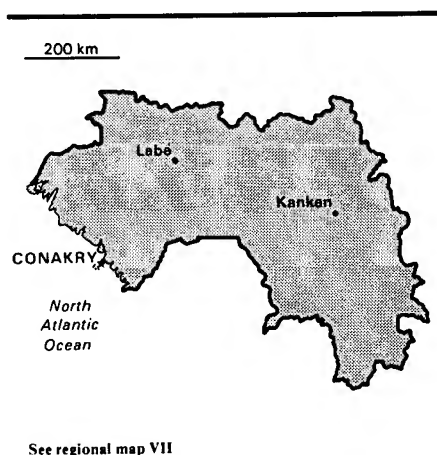 200 km
Labé
Kankan
CONAKRY
North
Atlantic
Ocean
See regional map VII